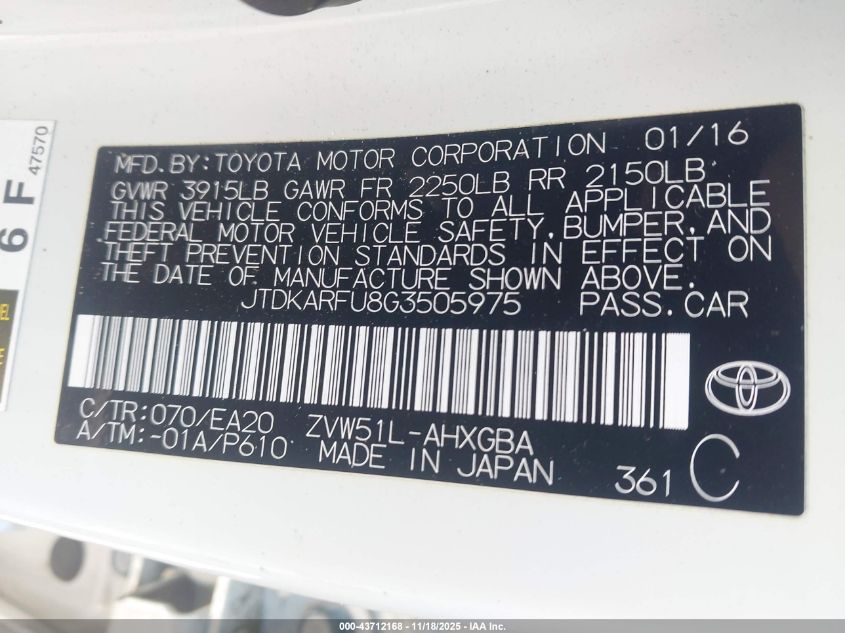 MFD.BY:TOYOTA MOTOR CORPORATION 01/16
GVWR 3915LB GAWR FR 2250LB RR 2150LB
THIS VEHICLE CONFORMS TO ALL APPLICABLE
FEDERAL MOTOR VEHICLE SAFETY,BUMPER,AND
THEFT PREVENTION STANDARDS IN EFFECT ON
THE DATE OF MANUFACTURE SHOWN ABOVE.
JTDKARFU8G3505975 PASS.CAR
C/TR:070/EA20 ZVW51L-AHXGBA
A/TM:-01A/P610 MADE IN JAPAN
361 C
6 F
47570
000-43712168 - 11/18/2025 - IAA Inc.